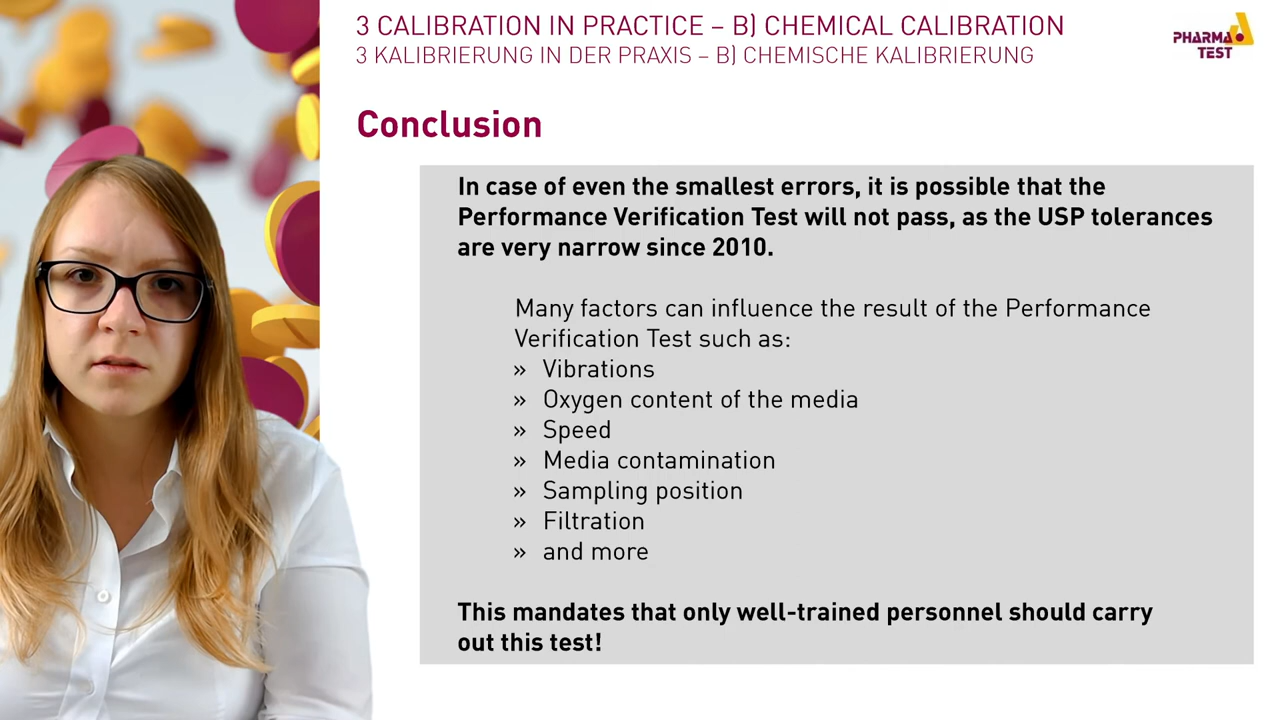 3 CALIBRATION IN PRACTICE – B) CHEMICAL CALIBRATION
3 KALIBRIERUNG IN DER PRAXIS – B) CHEMISCHE KALIBRIERUNG
PHARMA
TEST
Conclusion
In case of even the smallest errors, it is possible that the
Performance Verification Test will not pass, as the USP tolerances
are very narrow since 2010.
Many factors can influence the result of the Performance
Verification Test such as:
» Vibrations
» Oxygen content of the media
» Speed
» Media contamination
» Sampling position
» Filtration
» and more
This mandates that only well-trained personnel should carry
out this test!